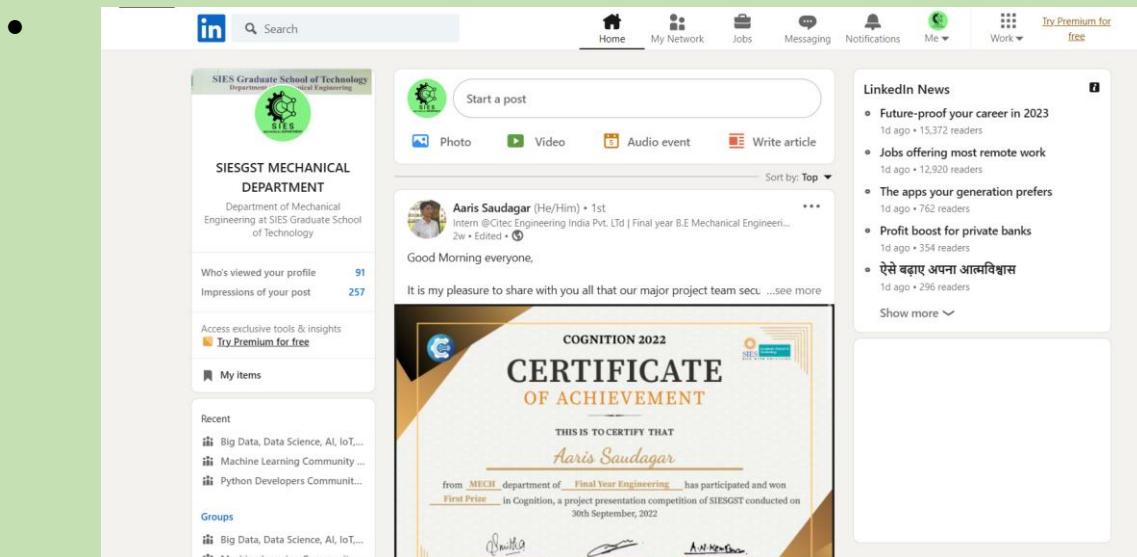 in
Search
Home
My Network
Jobs
Messaging
Notifications
Me
Work
Try Premium for
free
SIES Graduate School of Technology
SIES
SIESGST MECHANICAL
DEPARTMENT
Department of Mechanical
Engineering at SIES Graduate School
of Technology
Who's viewed your profile 91
Impressions of your post 257
Access exclusive tools & insights
Try Premium for free
My items
Recent
Big Data, Data Science, AI, IoT,...
Machine Learning Community ...
Python Developers Communit...
Groups
Big Data, Data Science, AI, IoT,...
SIES
Start a post
Photo
Video
Audio event
Write article
Sort by: Top
Aaris Saudagar (He/Him) • 1st
Intern @Citec Engineering India Pvt. LTd | Final year B.E Mechanical Engineeri...
2w • Edited •
Good Morning everyone,
It is my pleasure to share with you all that our major project team secu ...see more
COGNITION 2022
SIES
CERTIFICATE
OF ACHIEVEMENT
THIS IS TO CERTIFY THAT
Aaris Saudagar
from MECH department of Final Year Engineering has participated and won
First Prize in Cognition, a project presentation competition of SIESGST conducted on
30th September, 2022
LinkedIn News
Future-proof your career in 2023
1d ago • 15,372 readers
Jobs offering most remote work
1d ago • 12,920 readers
The apps your generation prefers
1d ago • 762 readers
Profit boost for private banks
1d ago • 354 readers
ऐसे बढ़ाए अपना आत्मविश्वास
1d ago • 296 readers
Show more